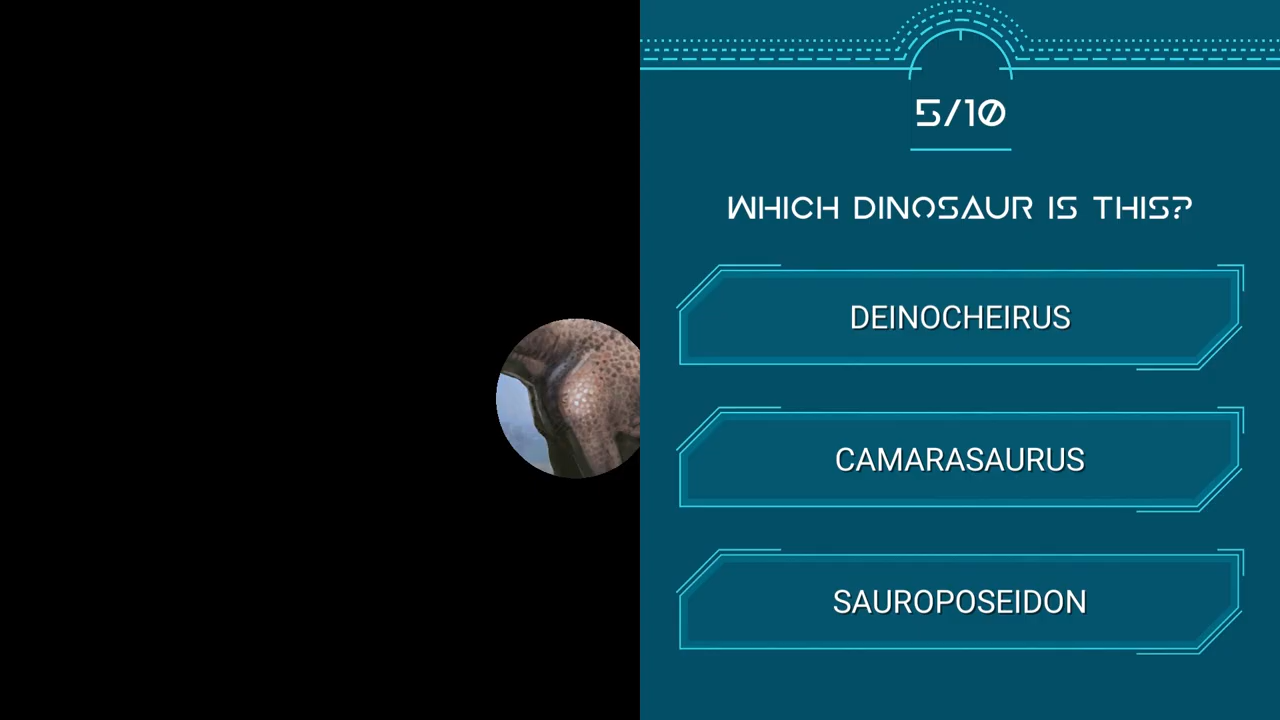 5/10
WHICH DINOSAUR IS THIS?
DEINOCHEIRUS
CAMARASAURUS
SAUROPOSEIDON